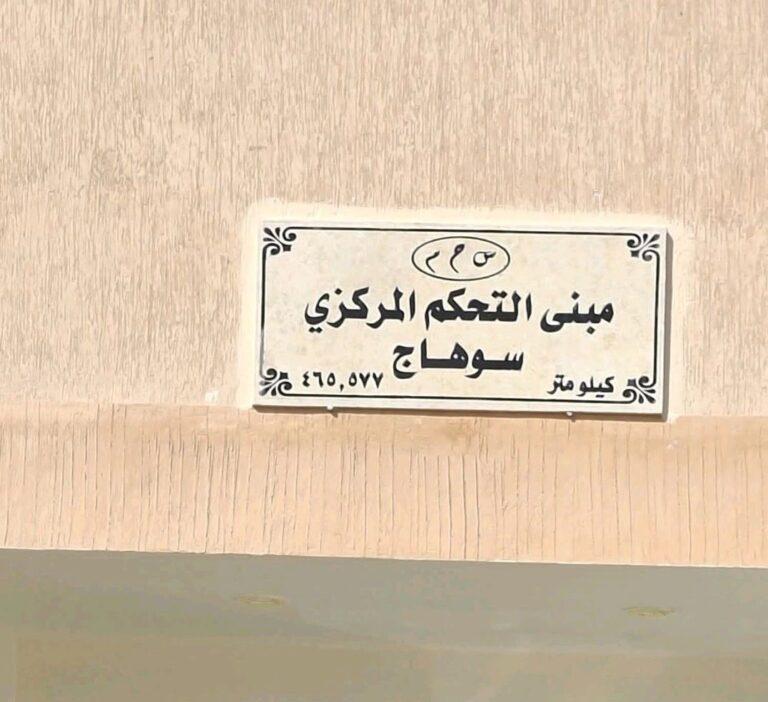 س ح م
مبنى التحكم المركزي
سوهاج
كيلو متر ٤٦٥,٥٧٧